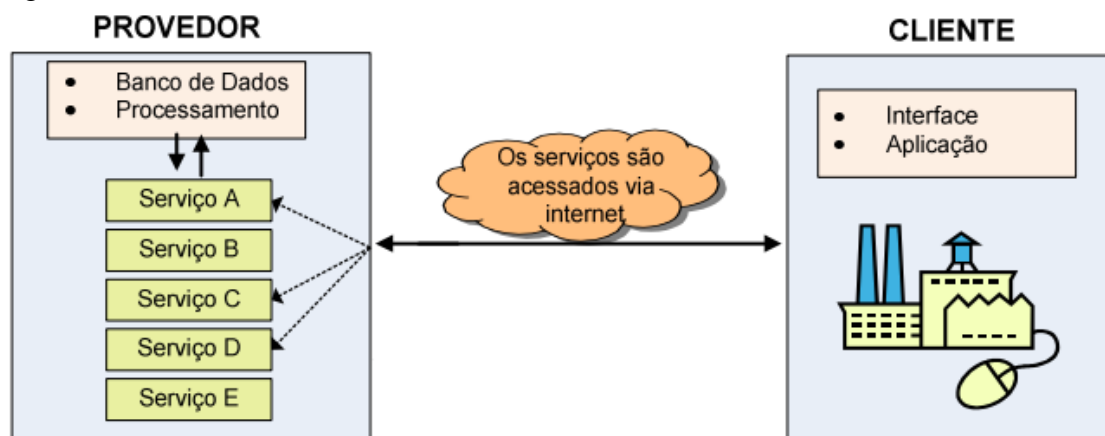 PROVEDOR
• Banco de Dados
• Processamento
Serviço A
Serviço B
Serviço C
Serviço D
Serviço E
Os serviços são
acessados via
internet
CLIENTE
• Interface
• Aplicação